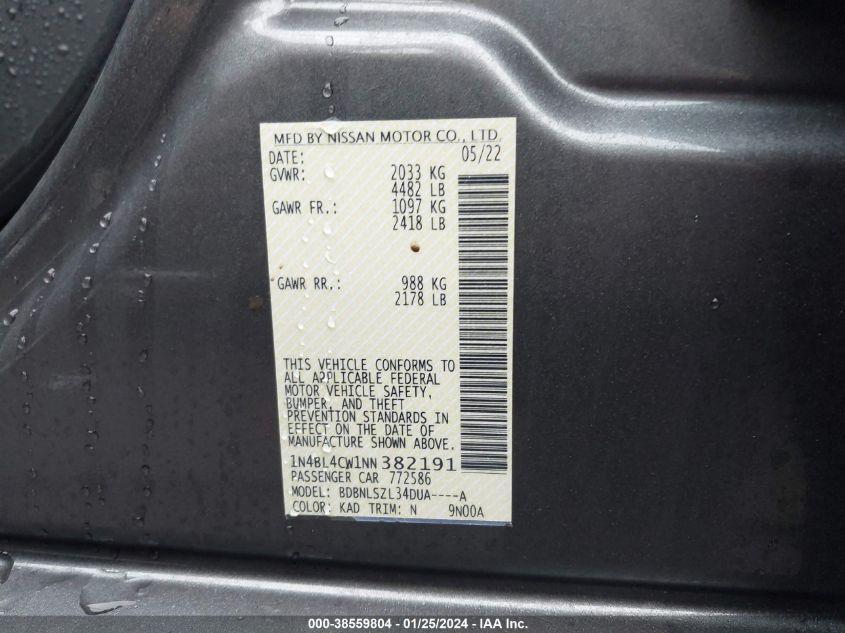 MFD BY NISSAN MOTOR CO., LTD.
DATE: 05/22
GVWR: 2033 KG
4482 LB
GAWR FR.: 1097 KG
2418 LB
GAWR RR.: 988 KG
2178 LB
THIS VEHICLE CONFORMS TO
ALL APPLICABLE FEDERAL
MOTOR VEHICLE SAFETY,
BUMPER, AND THEFT
PREVENTION STANDARDS IN
EFFECT ON THE DATE OF
MANUFACTURE SHOWN ABOVE.
1N4BL4CW1NN382191
PASSENGER CAR 772586
MODEL: BDBNLSZL34DUA----A
COLOR: KAD TRIM: N 9N00A
000-38559804 - 01/25/2024 - IAA Inc.